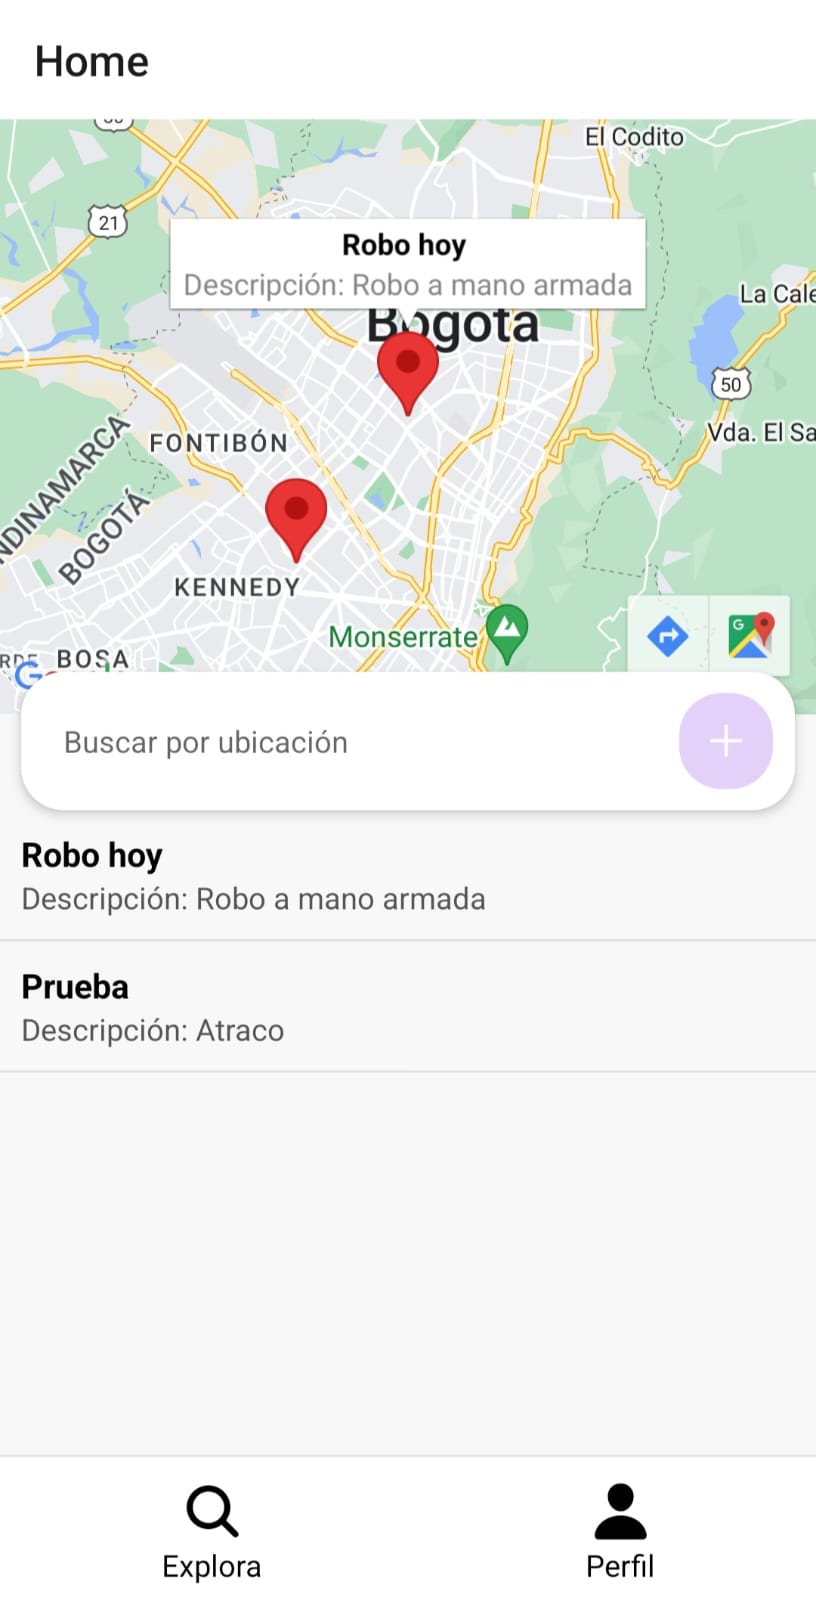 Home
El Codito
21
Robo hoy
Descripción: Robo a mano armada
La Cale
Bogotá
50
FONTIBÓN
Vda. El Sa
NDINAMARCA
BOGOTÁ
KENNEDY
Monserrate
G
BOSA
G
Buscar por ubicación
+
Robo hoy
Descripción: Robo a mano armada
Prueba
Descripción: Atraco
Explora
Perfil